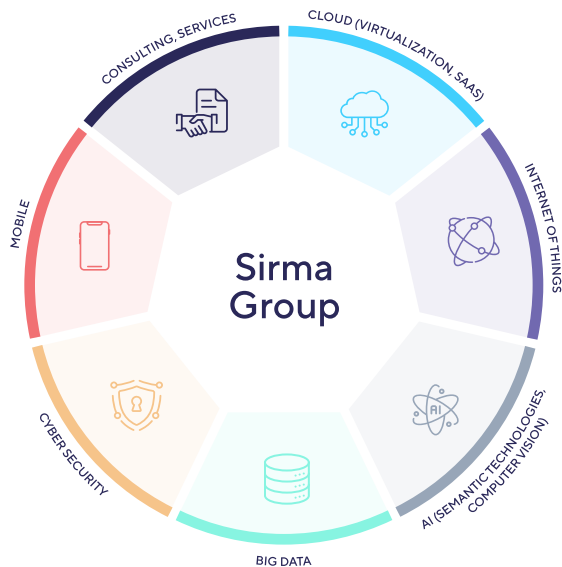 CONSULTING, SERVICES
CLOUD (VIRTUALIZATION, SAAS)
INTERNET OF THINGS
AI (SEMANTIC TECHNOLOGIES,
COMPUTER VISION)
BIG DATA
CYBER SECURITY
MOBILE
Sirma
Group
AI